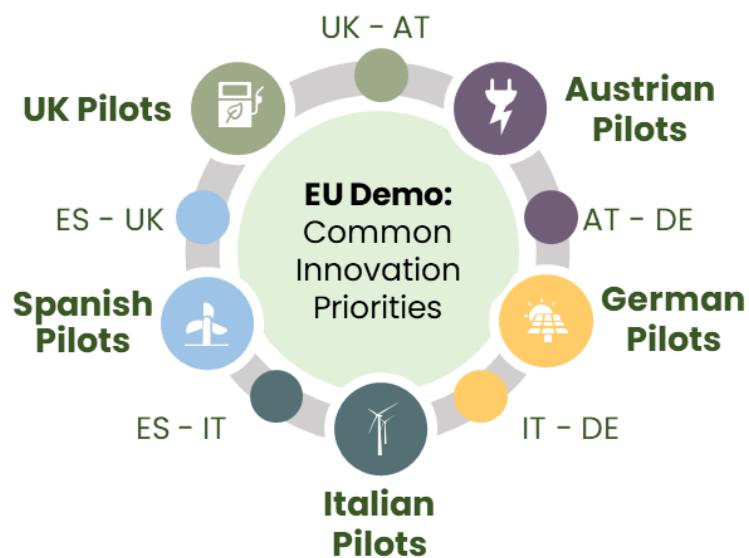 UK - AT
UK Pilots
Austrian
Pilots
EU Demo:
Common
Innovation
Priorities
ES - UK
AT - DE
Spanish
Pilots
German
Pilots
ES - IT
IT - DE
Italian
Pilots